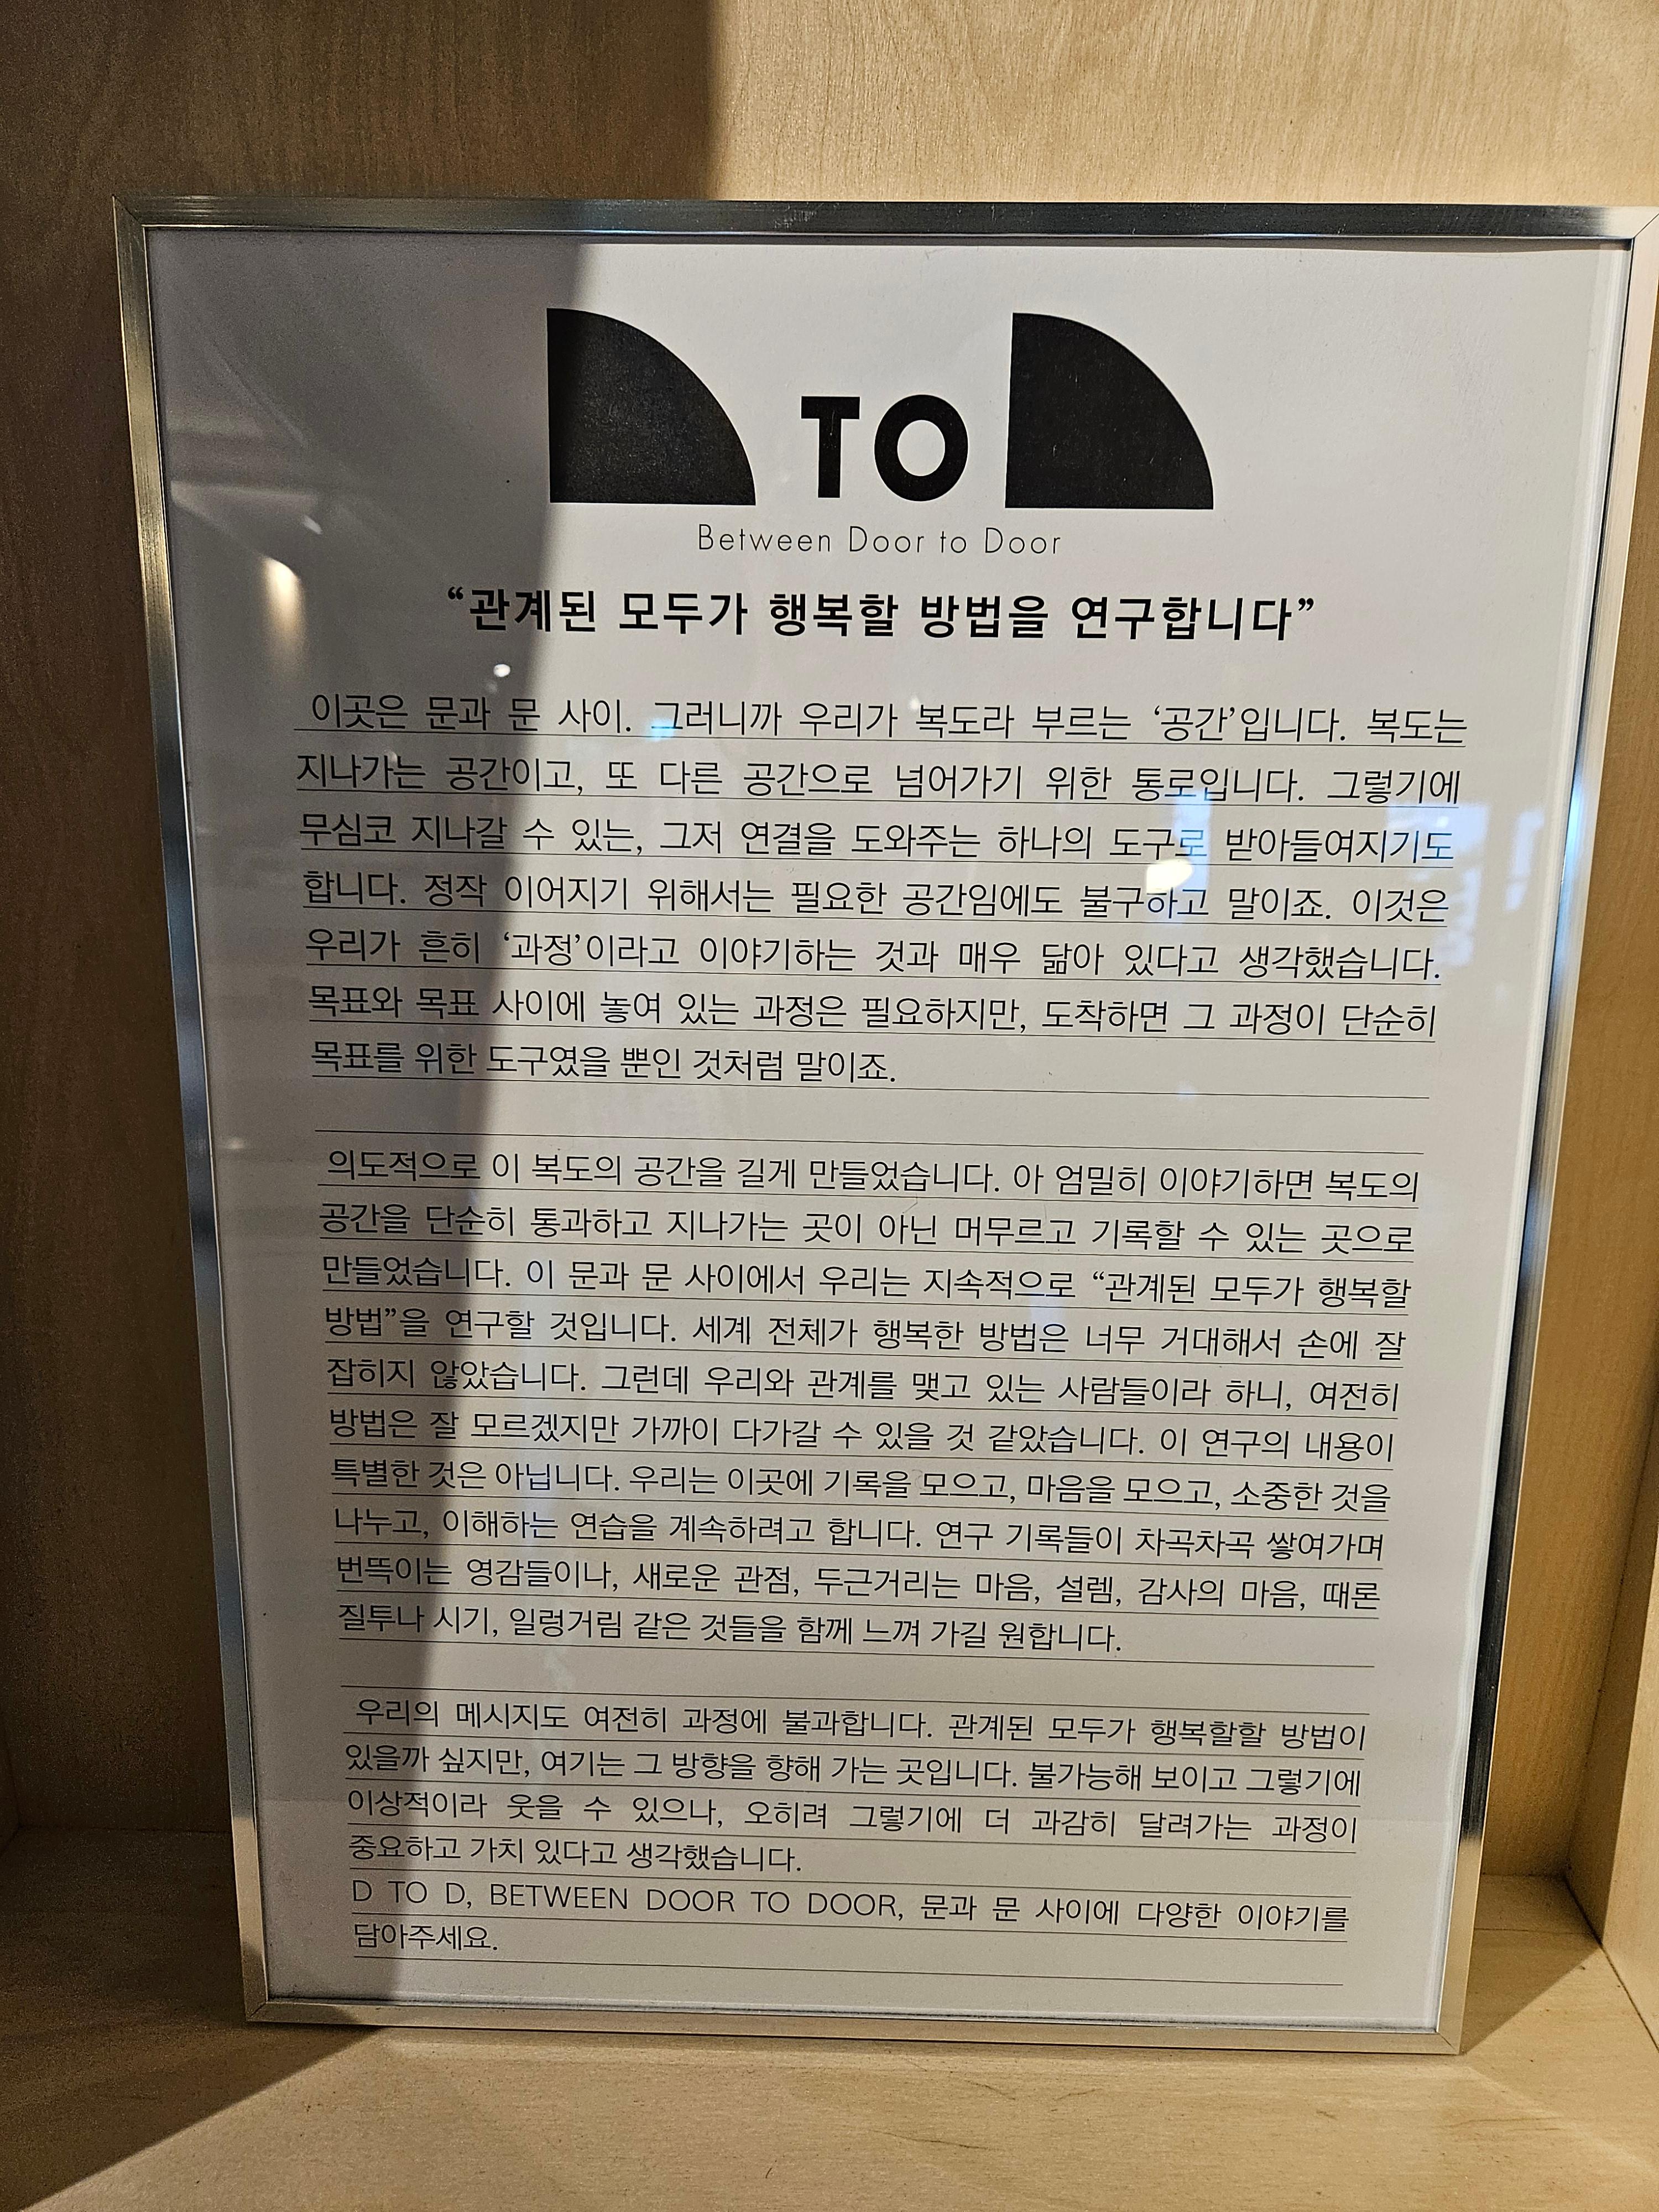 D TO D
Between Door to Door
“관계된 모두가 행복할 방법을 연구합니다”
이곳은 문과 문 사이. 그러니까 우리가 복도라 부르는 ‘공간’입니다. 복도는
지나가는 공간이고, 또 다른 공간으로 넘어가기 위한 통로입니다. 그렇기에
무심코 지나갈 수 있는, 그저 연결을 도와주는 하나의 도구로 받아들여지기도
합니다. 정작 이어지기 위해서는 필요한 공간임에도 불구하고 말이죠. 이것은
우리가 흔히 ‘과정’이라고 이야기하는 것과 매우 닮아 있다고 생각했습니다.
목표와 목표 사이에 놓여 있는 과정은 필요하지만, 도착하면 그 과정이 단순히
목표를 위한 도구였을 뿐인 것처럼 말이죠.
의도적으로 이 복도의 공간을 길게 만들었습니다. 아 엄밀히 이야기하면 복도의
공간을 단순히 통과하고 지나가는 곳이 아닌 머무르고 기록할 수 있는 곳으로
만들었습니다. 이 문과 문 사이에서 우리는 지속적으로 “관계된 모두가 행복할
방법”을 연구할 것입니다. 세계 전체가 행복한 방법은 너무 거대해서 손에 잘
잡히지 않았습니다. 그런데 우리와 관계를 맺고 있는 사람들이라 하니, 여전히
방법은 잘 모르겠지만 가까이 다가갈 수 있을 것 같았습니다. 이 연구의 내용이
특별한 것은 아닙니다. 우리는 이곳에 기록을 모으고, 마음을 모으고, 소중한 것을
나누고, 이해하는 연습을 계속하려고 합니다. 연구 기록들이 차곡차곡 쌓여가며
번뜩이는 영감들이나, 새로운 관점, 두근거리는 마음, 설렘, 감사의 마음, 때론
질투나 시기, 일렁거림 같은 것들을 함께 느껴 가길 원합니다.
우리의 메시지도 여전히 과정에 불과합니다. 관계된 모두가 행복할할 방법이
있을까 싶지만, 여기는 그 방향을 향해 가는 곳입니다. 불가능해 보이고 그렇기에
이상적이라 웃을 수 있으나, 오히려 그렇기에 더 과감히 달려가는 과정이
중요하고 가치 있다고 생각했습니다.
D TO D, BETWEEN DOOR TO DOOR, 문과 문 사이에 다양한 이야기를
담아주세요.